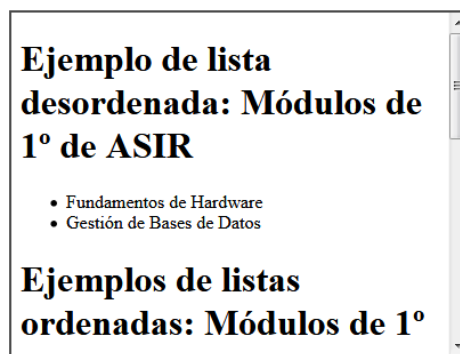 Ejemplo de lista
desordenada: Módulos de
1º de ASIR
Fundamentos de Hardware
Gestión de Bases de Datos
Ejemplos de listas
ordenadas: Módulos de 1º